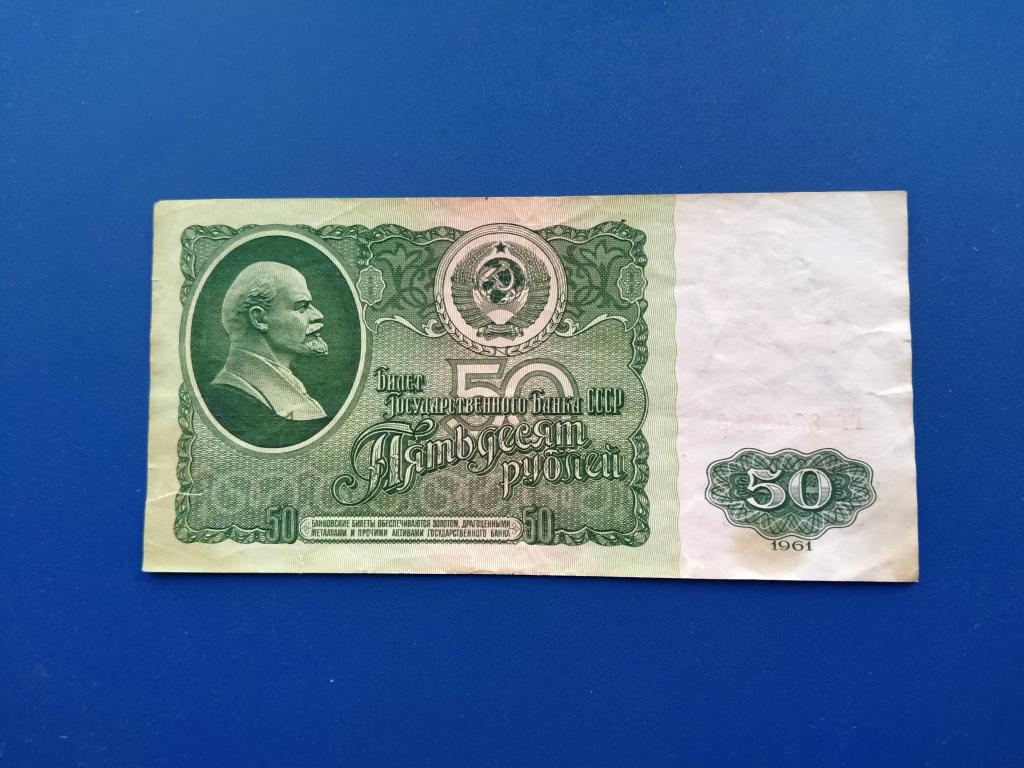 50
Билет
Государственного Банка СССР
Пятьдесят
рублей
50
БАНКОВСКИЕ БИЛЕТЫ ОБЕСПЕЧИВАЮТСЯ ЗОЛОТОМ, ДРАГОЦЕННЫМИ
МЕТАЛЛАМИ И ПРОЧИМИ АКТИВАМИ ГОСУДАРСТВЕННОГО БАНКА
50
50
1961